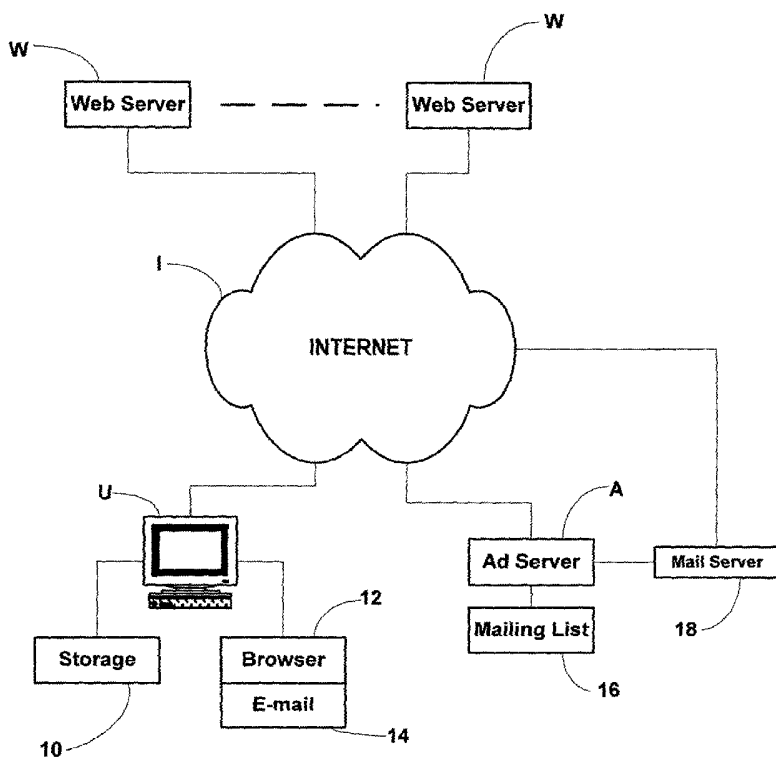 W
W
Web Server
Web Server
I
INTERNET
U
A
Ad Server
Mail Server
12
18
Storage
Browser
Mailing List
E-mail
16
10
14